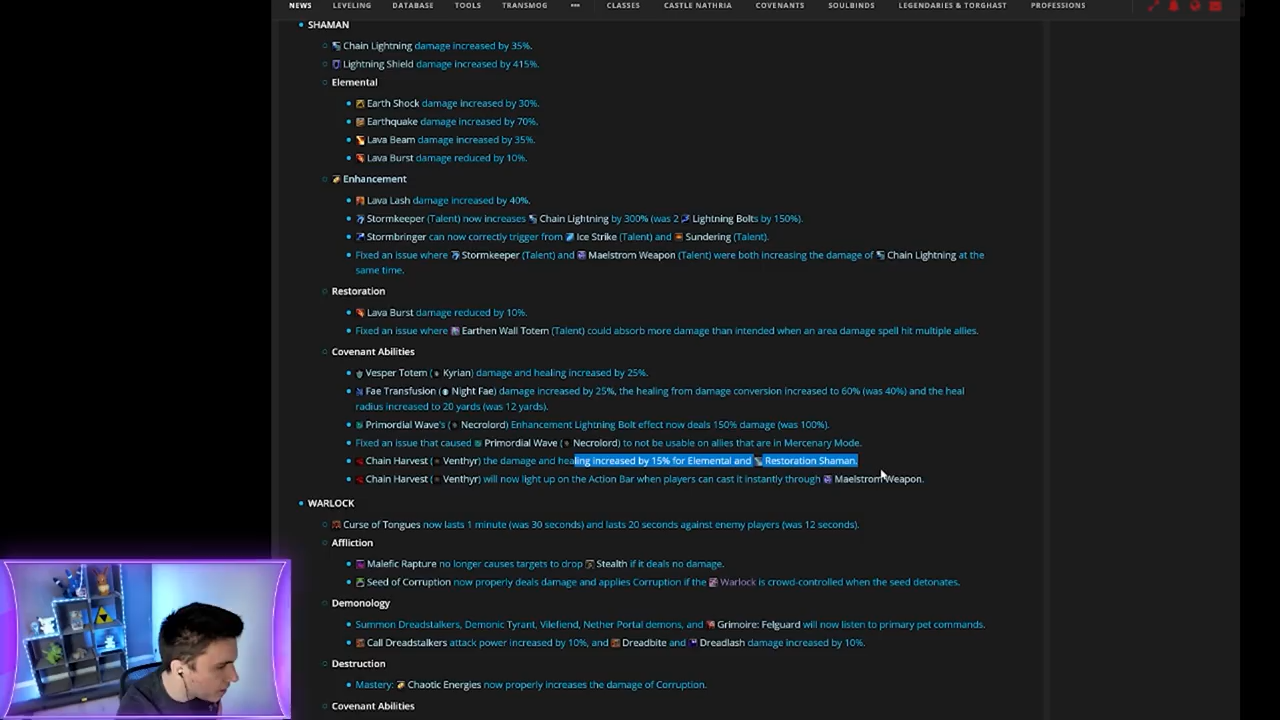 NEWS LEVELING DATABASE TOOLS TRANSMOG ••• CLASSES CASTLE NATHRIA COVENANTS SOULBINDS LEGENDARIES & TORGHAST PROFESSIONS
SHAMAN
Chain Lightning damage increased by 35%.
Lightning Shield damage increased by 415%.
Elemental
Earth Shock damage increased by 30%.
Earthquake damage increased by 70%.
Lava Beam damage increased by 35%.
Lava Burst damage reduced by 10%.
Enhancement
Lava Lash damage increased by 40%.
Stormkeeper (Talent) now increases Chain Lightning by 300% (was 2 Lightning Bolts by 150%).
Stormbringer can now correctly trigger from Ice Strike (Talent) and Sundering (Talent).
Fixed an issue where Stormkeeper (Talent) and Maelstrom Weapon (Talent) were both increasing the damage of Chain Lightning at the
same time.
Restoration
Lava Burst damage reduced by 10%.
Fixed an issue where Earthen Wall Totem (Talent) could absorb more damage than intended when an area damage spell hit multiple allies.
Covenant Abilities
Vesper Totem ( Kyrian) damage and healing increased by 25%.
Fae Transfusion ( Night Fae) damage increased by 25%, the healing from damage conversion increased to 60% (was 40%) and the heal
radius increased to 20 yards (was 12 yards).
Primordial Wave's ( Necrolord) Enhancement Lightning Bolt effect now deals 150% damage (was 100%).
Fixed an issue that caused Primordial Wave ( Necrolord) to not be usable on allies that are in Mercenary Mode.
Chain Harvest ( Venthyr) the damage and healing increased by 15% for Elemental and Restoration Shaman.
Chain Harvest ( Venthyr) will now light up on the Action Bar when players can cast it instantly through Maelstrom Weapon.
WARLOCK
Curse of Tongues now lasts 1 minute (was 30 seconds) and lasts 20 seconds against enemy players (was 12 seconds).
Affliction
Malefic Rapture no longer causes targets to drop Stealth if it deals no damage.
Seed of Corruption now properly deals damage and applies Corruption if the Warlock is crowd-controlled when the seed detonates.
Demonology
Summon Dreadstalkers, Demonic Tyrant, Vilefiend, Nether Portal demons, and Grimoire: Felguard will now listen to primary pet commands.
Call Dreadstalkers attack power increased by 10%, and Dreadbite and Dreadlash damage increased by 10%.
Destruction
Mastery: Chaotic Energies now properly increases the damage of Corruption.
Covenant Abilities